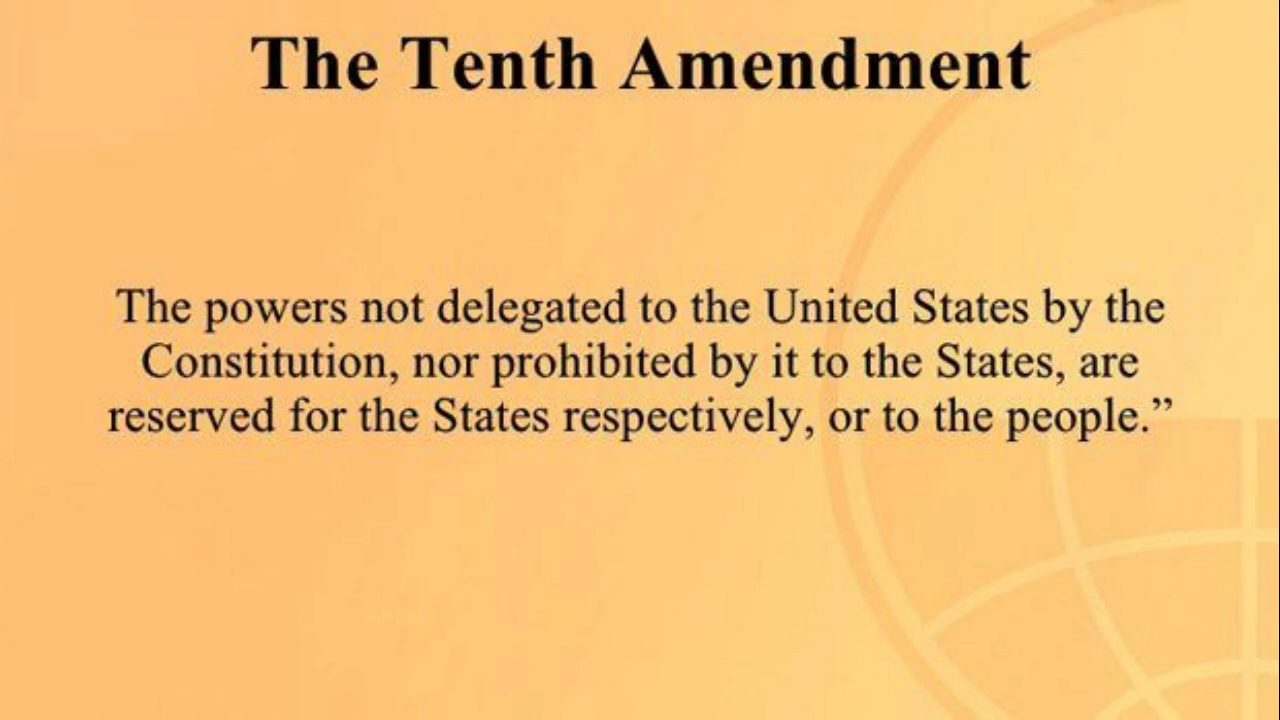 The Tenth Amendment
The powers not delegated to the United States by the
Constitution, nor prohibited by it to the States, are
reserved for the States respectively, or to the people.”